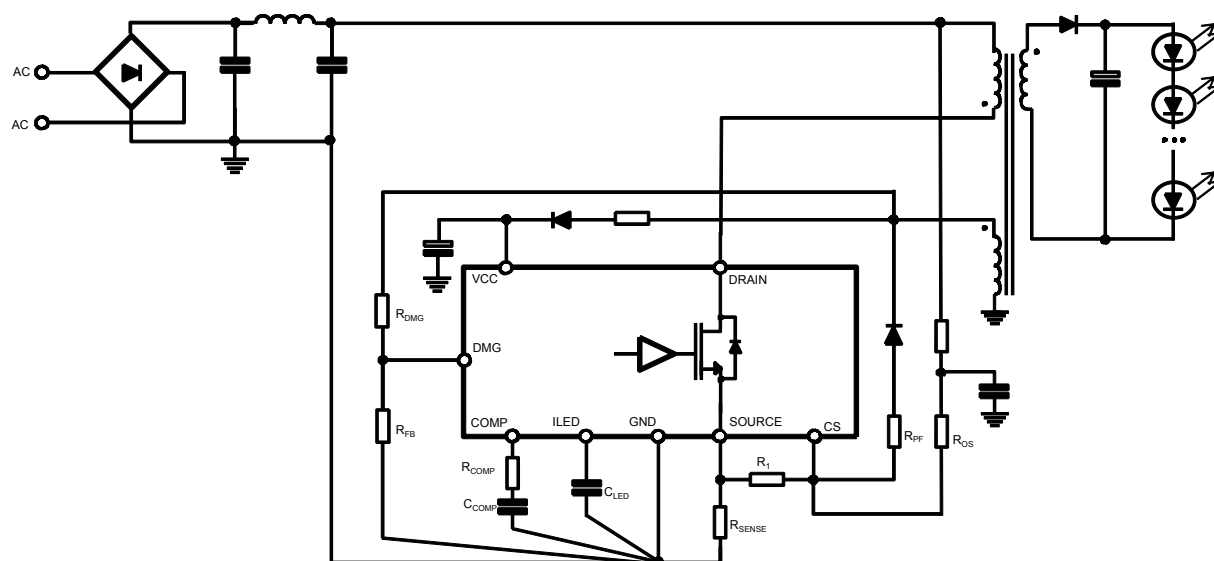 AC
AC
VCC
DRAIN
RDMG
DMG
RFB
COMP
ILED
GND
SOURCE
CS
RPF
ROS
RCOMP
R1
CCOMP
CLED
RSENSE